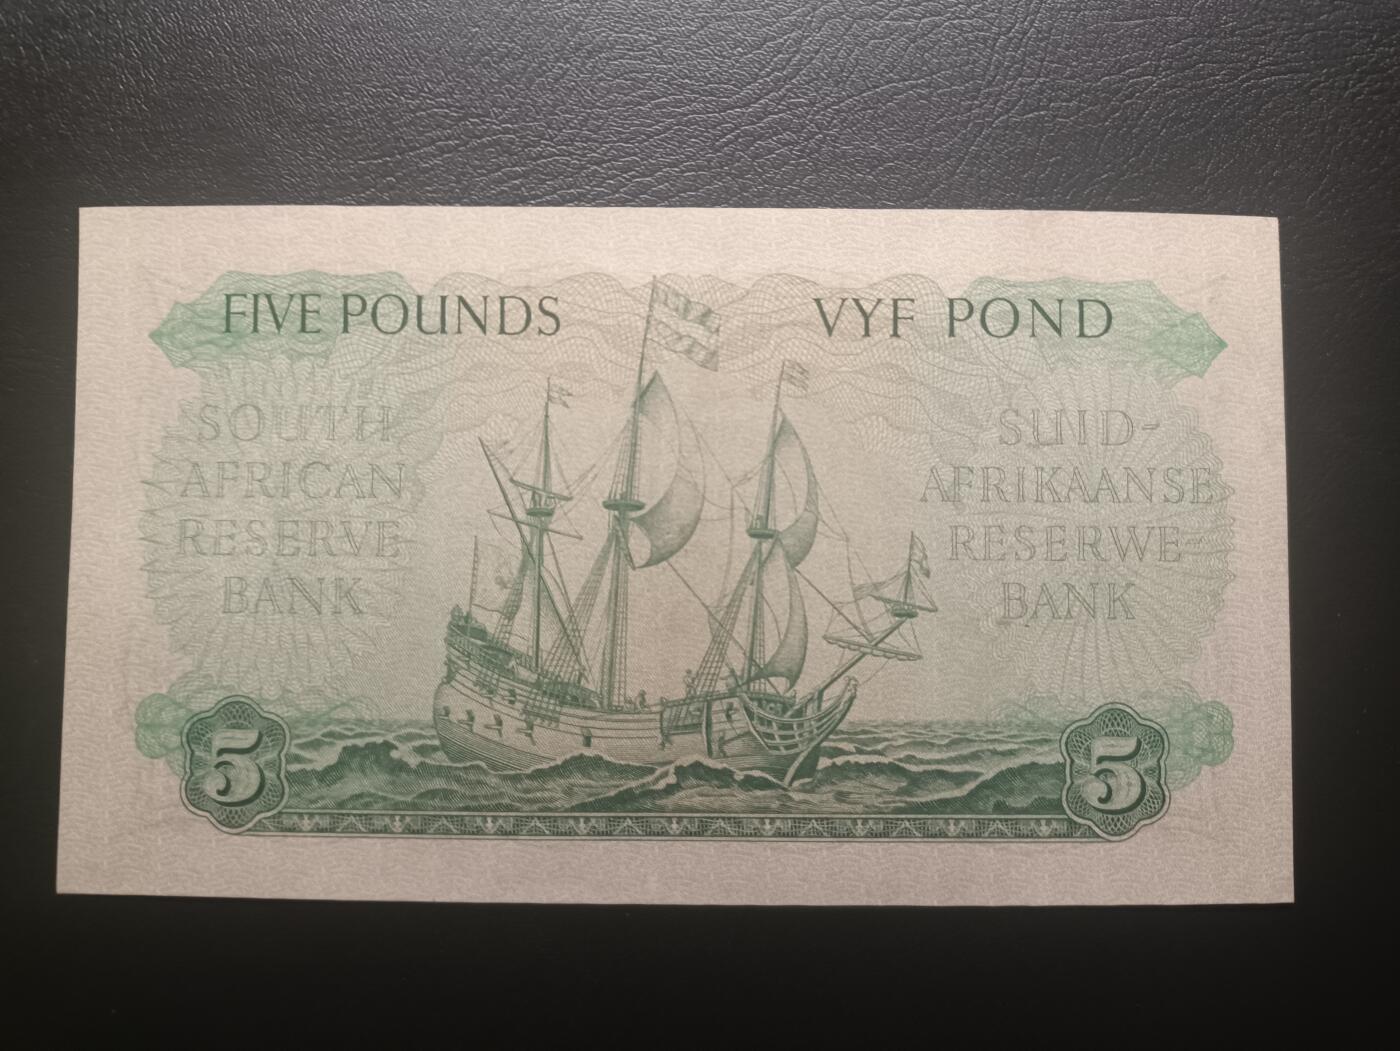 FIVE POUNDS
VYF POND
SOUTH
AFRICAN
RESERVE
BANK
SUID-
AFRIKAANSE
RESERWE-
BANK
5
5